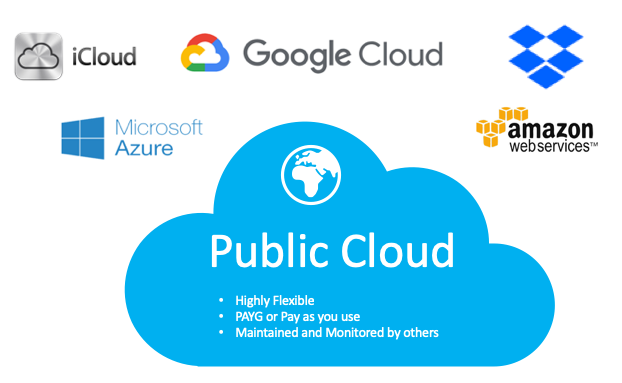 iCloud
Google Cloud
Microsoft
Azure
amazon
webservices™
Public Cloud
• Highly Flexible
• PAYG or Pay as you use
• Maintained and Monitored by others